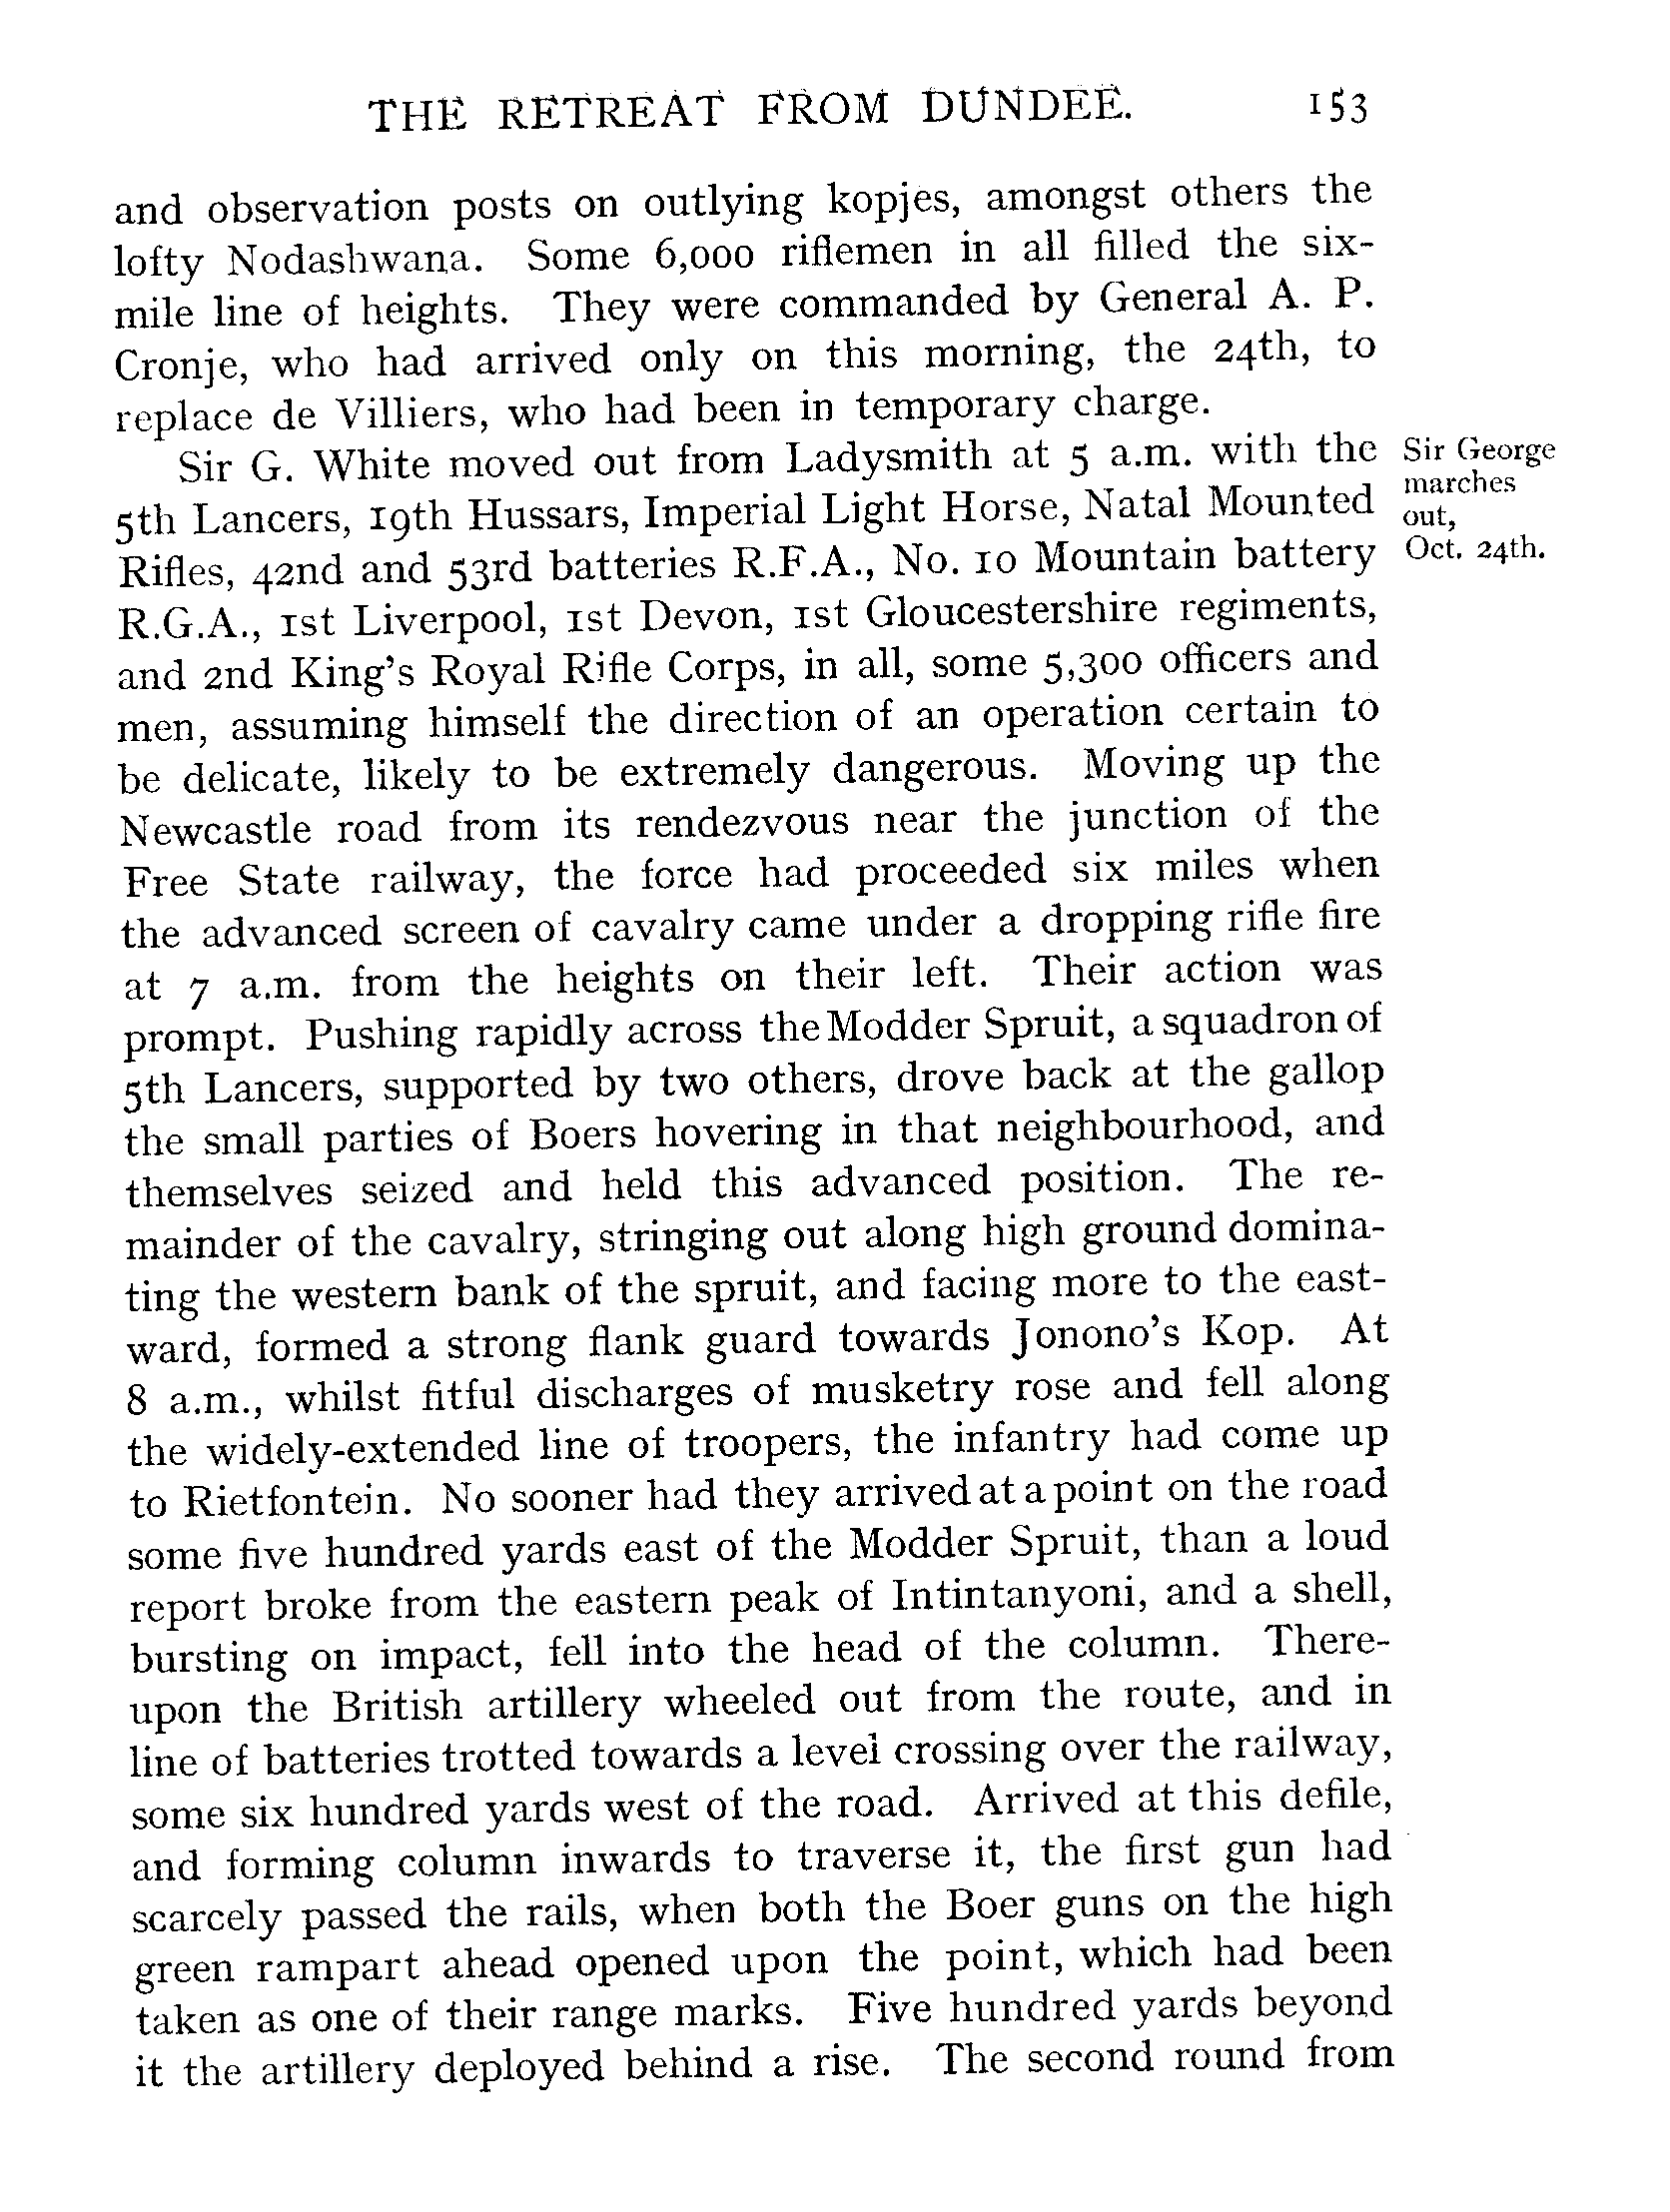 THE RETREAT FROM DUNDEE. 153
and observation posts on outlying kopjes, amongst others the
lofty Nodashwana. Some 6,000 riflemen in all filled the six-
mile line of heights. They were commanded by General A. P.
Cronje, who had arrived only on this morning, the 24th, to
replace de Villiers, who had been in temporary charge.
Sir G. White moved out from Ladysmith at 5 a.m. with the
5th Lancers, 19th Hussars, Imperial Light Horse, Natal Mounted
Rifles, 42nd and 53rd batteries R.F.A., No. 10 Mountain battery
R.G.A., 1st Liverpool, 1st Devon, 1st Gloucestershire regiments,
and 2nd King's Royal Rifle Corps, in all, some 5,300 officers and
men, assuming himself the direction of an operation certain to
be delicate, likely to be extremely dangerous. Moving up the
Newcastle road from its rendezvous near the junction of the
Free State railway, the force had proceeded six miles when
the advanced screen of cavalry came under a dropping rifle fire
at 7 a.m. from the heights on their left. Their action was
prompt. Pushing rapidly across the Modder Spruit, a squadron of
5th Lancers, supported by two others, drove back at the gallop
the small parties of Boers hovering in that neighbourhood, and
themselves seized and held this advanced position. The re-
mainder of the cavalry, stringing out along high ground domina-
ting the western bank of the spruit, and facing more to the east-
ward, formed a strong flank guard towards Jonono's Kop. At
8 a.m., whilst fitful discharges of musketry rose and fell along
the widely-extended line of troopers, the infantry had come up
to Rietfontein. No sooner had they arrived at a point on the road
some five hundred yards east of the Modder Spruit, than a loud
report broke from the eastern peak of Intintanyoni, and a shell,
bursting on impact, fell into the head of the column. There-
upon the British artillery wheeled out from the route, and in
line of batteries trotted towards a level crossing over the railway,
some six hundred yards west of the road. Arrived at this defile,
and forming column inwards to traverse it, the first gun had
scarcely passed the rails, when both the Boer guns on the high
green rampart ahead opened upon the point, which had been
taken as one of their range marks. Five hundred yards beyond
it the artillery deployed behind a rise. The second round from
Sir George
marches
out,
Oct. 24th.